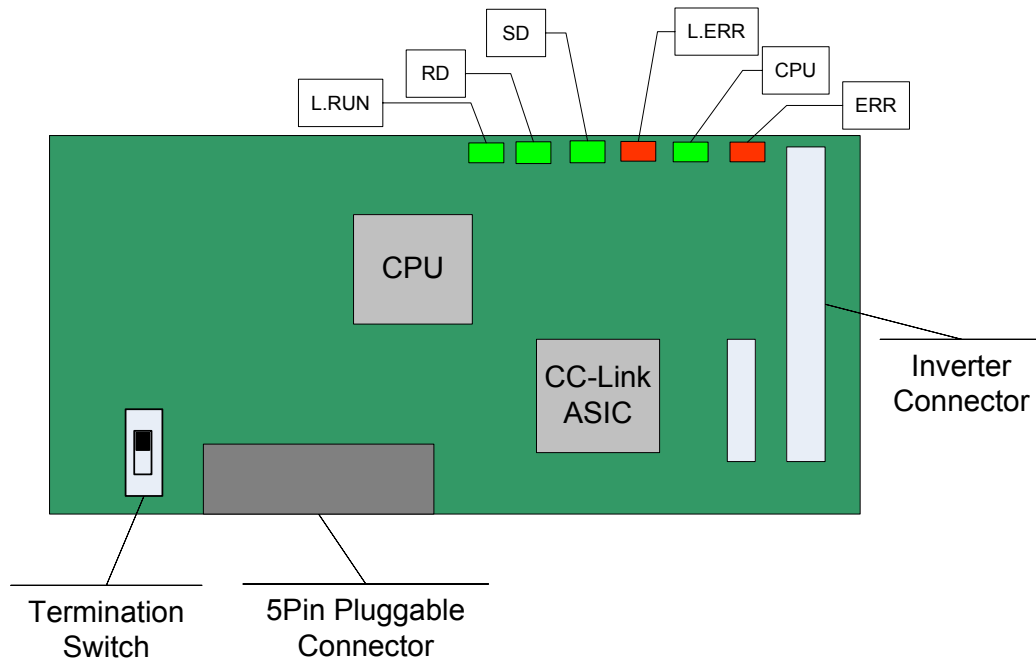 SD
L.ERR
RD
CPU
L.RUN
ERR
CPU
CC-Link
ASIC
Inverter
Connector
Termination
Switch
5Pin Pluggable
Connector